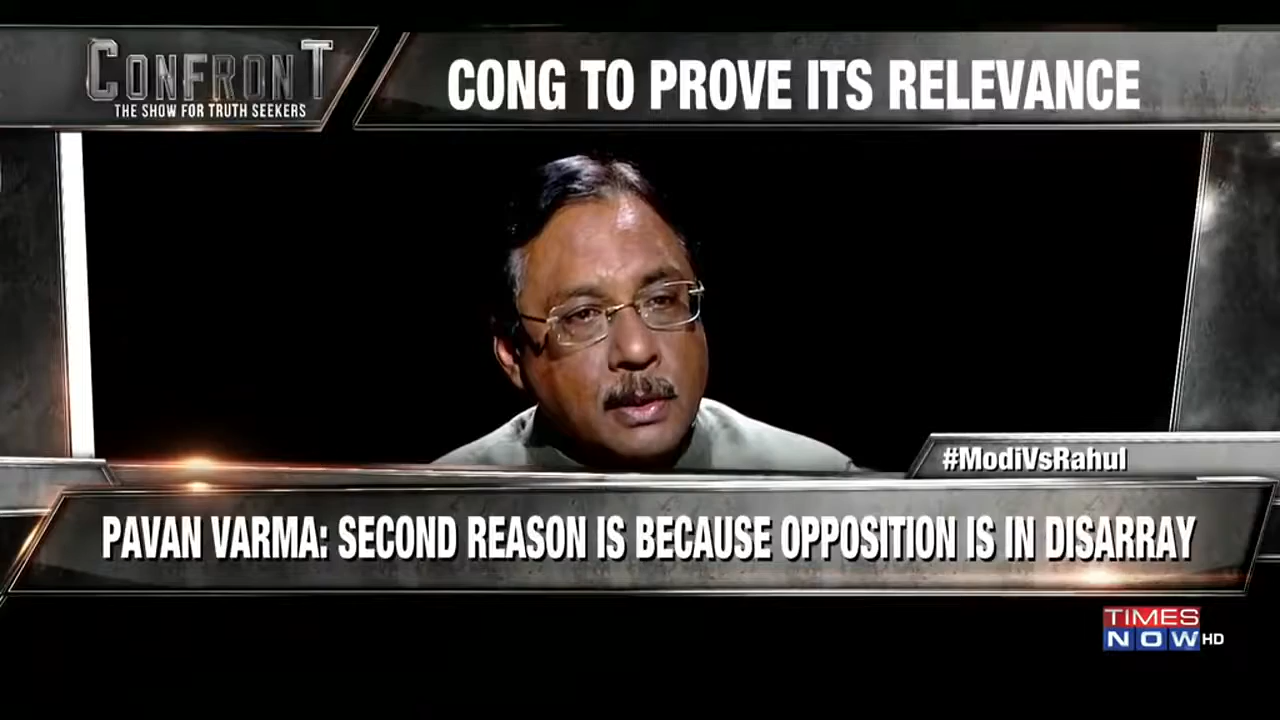 CONFRONT
THE SHOW FOR TRUTH SEEKERS
CONG TO PROVE ITS RELEVANCE
#ModiVsRahul
PAVAN VARMA: SECOND REASON IS BECAUSE OPPOSITION IS IN DISARRAY
TIMES
NOW HD